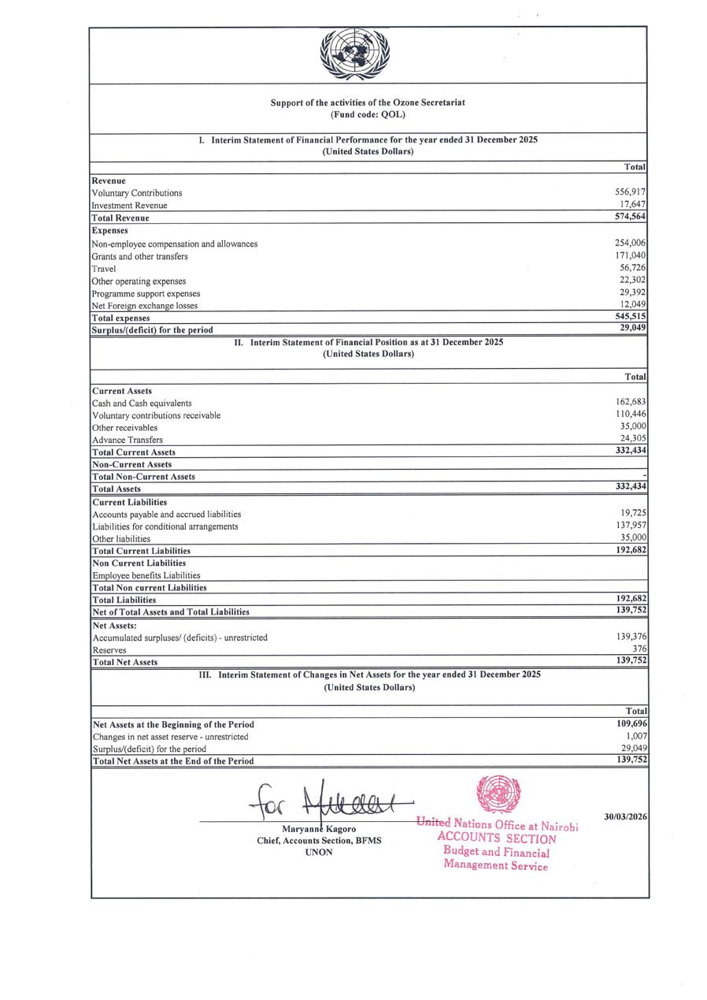 Support of the activities of the Ozone Secretariat
(Fund code: QOL)
I. Interim Statement of Financial Performance for the year ended 31 December 2025
(United States Dollars)
Total
Revenue
Voluntary Contributions 556,917
Investment Revenue 17,647
Total Revenue 574,564
Expenses
Non-employee compensation and allowances 254,006
Grants and other transfers 171,040
Travel 56,726
Other operating expenses 22,302
Programme support expenses 29,392
Net Foreign exchange losses 12,049
Total expenses 545,515
Surplus/(deficit) for the period 29,049
II. Interim Statement of Financial Position as at 31 December 2025
(United States Dollars)
Total
Current Assets
Cash and Cash equivalents 162,683
Voluntary contributions receivable 110,446
Other receivables 35,000
Advance Transfers 24,305
Total Current Assets 332,434
Non-Current Assets
Total Non-Current Assets -
Total Assets 332,434
Current Liabilities
Accounts payable and accrued liabilities 19,725
Liabilities for conditional arrangements 137,957
Other liabilities 35,000
Total Current Liabilities 192,682
Non Current Liabilities
Employee benefits Liabilities
Total Non current Liabilities
Total Liabilities 192,682
Net of Total Assets and Total Liabilities 139,752
Net Assets:
Accumulated surpluses/ (deficits) - unrestricted 139,376
Reserves 376
Total Net Assets 139,752
III. Interim Statement of Changes in Net Assets for the year ended 31 December 2025
(United States Dollars)
Total
Net Assets at the Beginning of the Period 109,696
Changes in net asset reserve - unrestricted 1,007
Surplus/(deficit) for the period 29,049
Total Net Assets at the End of the Period 139,752
for
30/03/2026
Maryanne Kagoro
Chief, Accounts Section, BFMS
UNON
United Nations Office at Nairobi
ACCOUNTS SECTION
Budget and Financial
Management Service